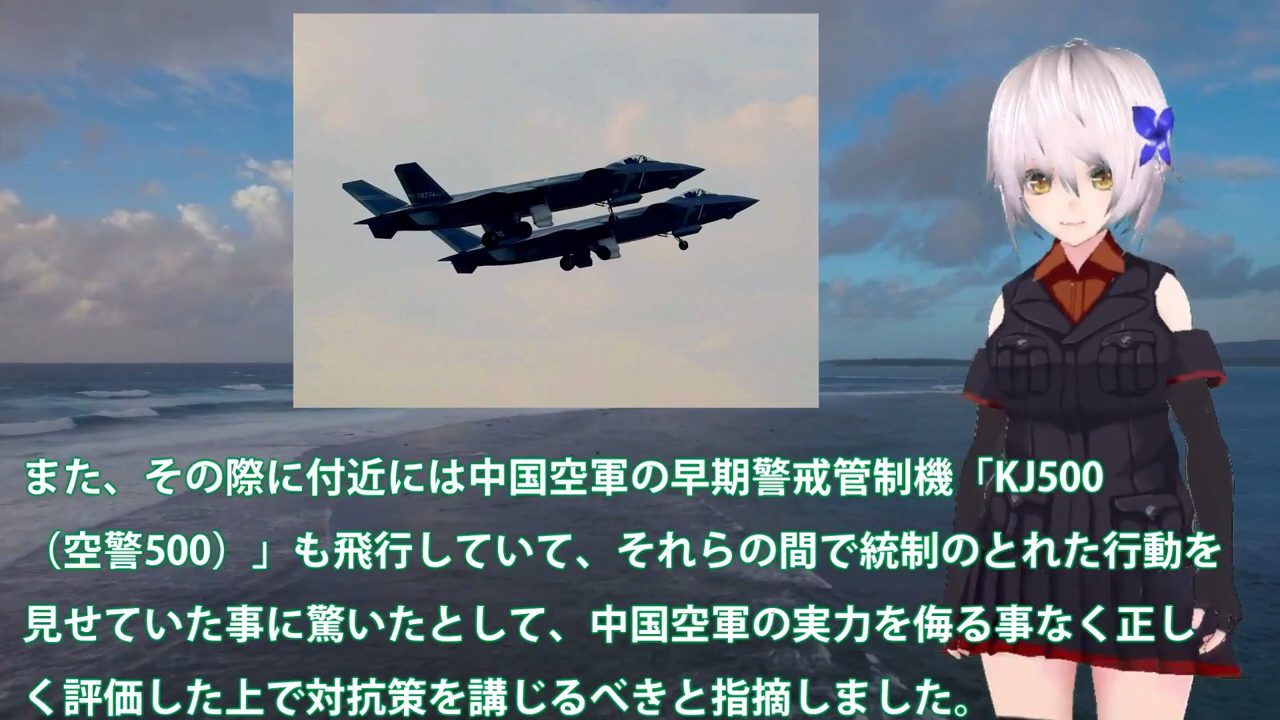 また、その際に付近には中国空軍の早期警戒管制機「KJ500
（空警500）」も飛行していて、それらの間で統制のとれた行動を
見せていた事に驚いたとして、中国空軍の実力を侮る事なく正し
く評価した上で対抗策を講じるべきと指摘しました。